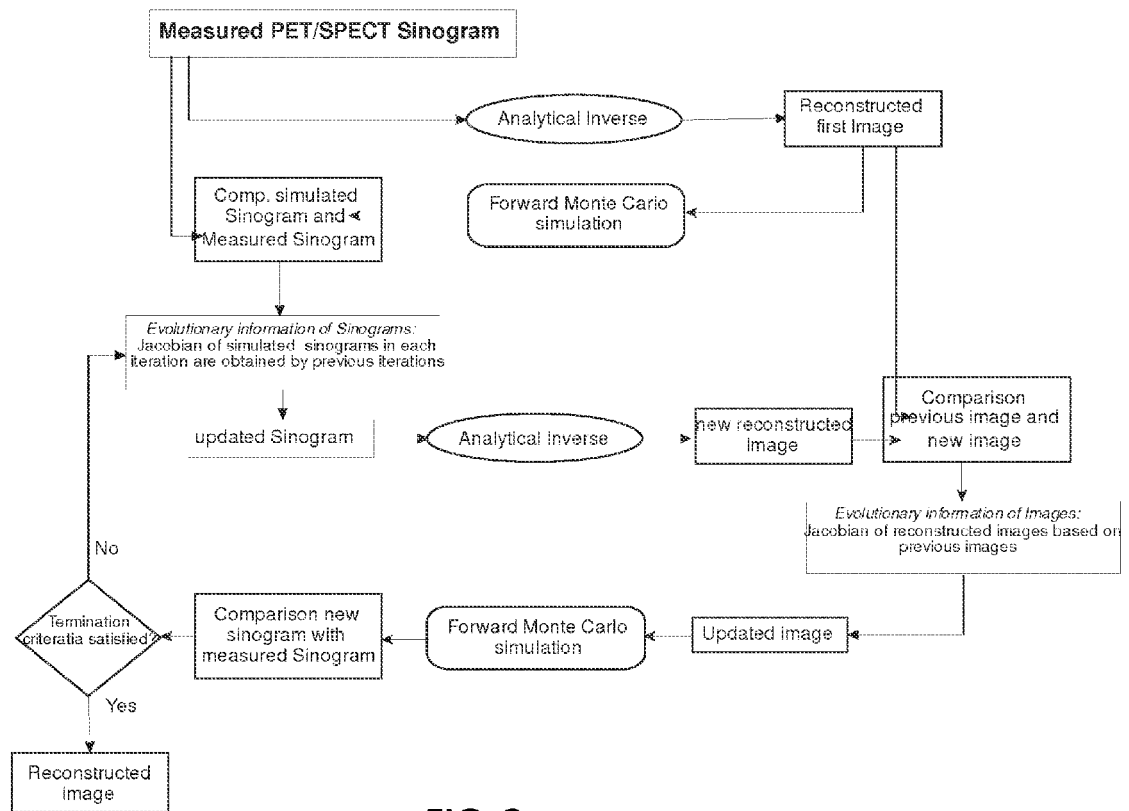 Measured PET/SPECT Sinogram
Analytical Inverse
Reconstructed
first Image
Comp. simulated
Sinogram and
Measured Sinogram
Forward Monte Carlo
simulation
Evolutionary information of Sinograms:
Jacobian of simulated sinograms in each
iteration are obtained by previous iterations
updated Sinogram
Analytical Inverse
new reconstructed
Image
Comparison
previous image and
new image
Evolutionary information of Images:
Jacobian of reconstructed images based on
previous images
No
Termination
criteratia satisfied?
Comparison new
sinogram with
measured Sinogram
Forward Monte Carlo
simulation
Updated image
Yes
Reconstructed
image